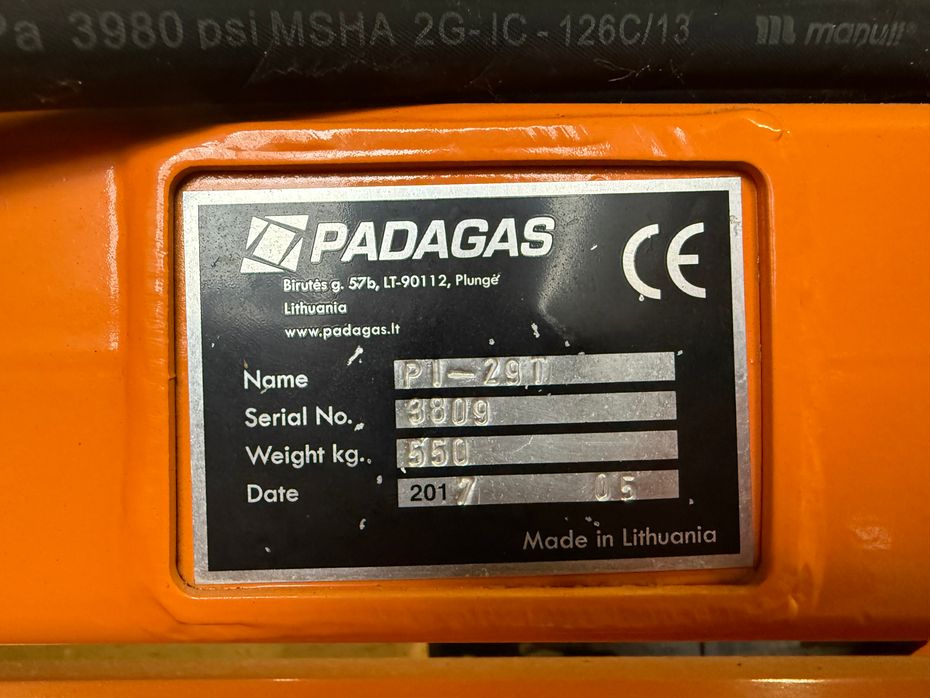 Pa 3980 psi MSHA 2G-IC-126C/13 manuli
PADAGAS
CE
Birutės g. 57b, LT-90112, Plungė
Lithuania
www.padagas.lt
Name PI-29T
Serial No. 3809
Weight kg. 550
Date 2017 05
Made in Lithuania